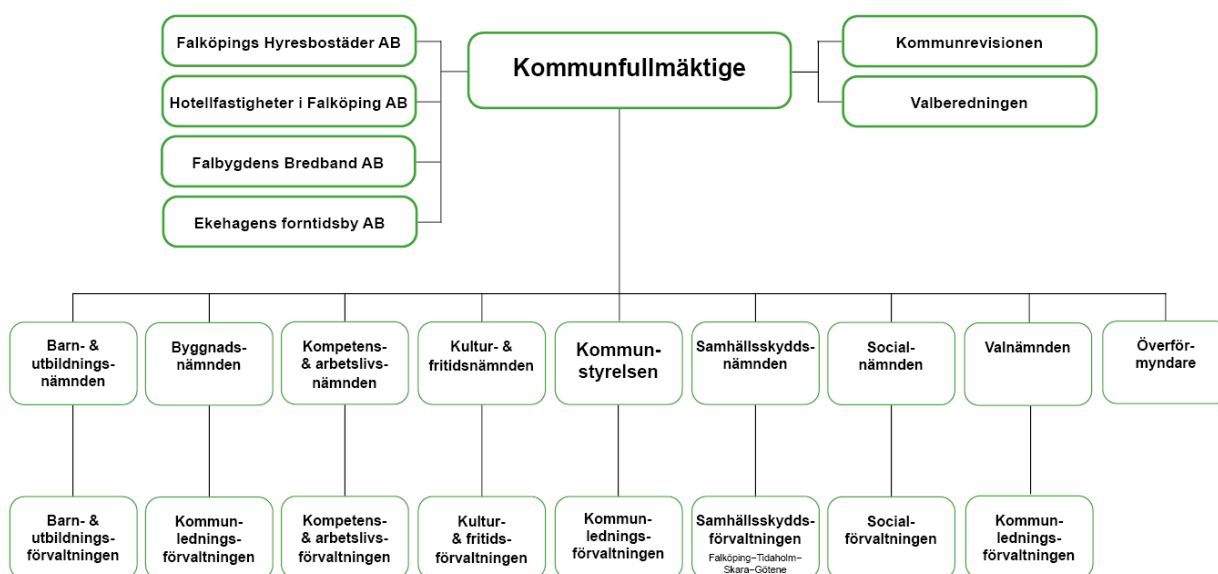 Falköpings Hyresbostäder AB
Hotellfastigheter i Falköping AB
Falbygdens Bredband AB
Ekehagens forntidsby AB
Kommunfullmäktige
Kommunrevisionen
Valberedningen
Barn- &
utbildnings-
nämnden
Byggnads-
nämnden
Kompetens-
& arbetslivs-
nämnden
Kultur- &
fritidsnämnden
Kommun-
styrelsen
Samhällsskydds-
nämnden
Social-
nämnden
Valnämnden
Överför-
myndare
Barn- &
utbildnings-
förvaltningen
Kommun-
lednings-
förvaltningen
Kompetens-
& arbetslivs-
förvaltningen
Kultur-
& fritids-
förvaltningen
Kommun-
lednings-
förvaltningen
Samhällsskydds-
förvaltningen
Falköping–Tidaholm–
Skara–Götene
Social-
förvaltningen
Kommun-
lednings-
förvaltningen